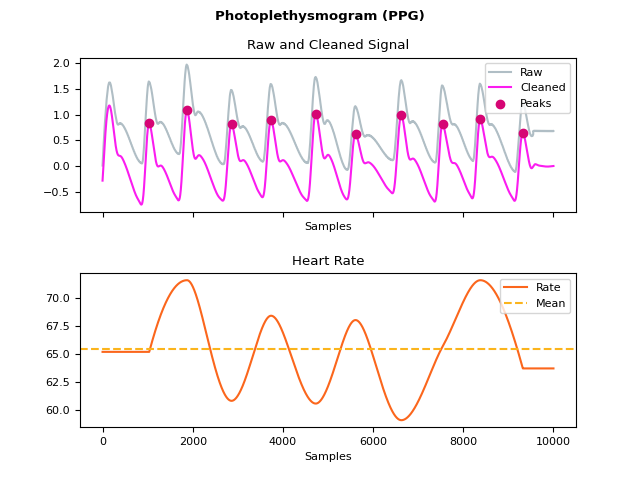 Photoplethysmogram (PPG)
Raw and Cleaned Signal
2.0
1.5
1.0
0.5
0.0
−0.5
Raw
Cleaned
Peaks
Samples
Heart Rate
70.0
67.5
65.0
62.5
60.0
Rate
Mean
0 2000 4000 6000 8000 10000
Samples